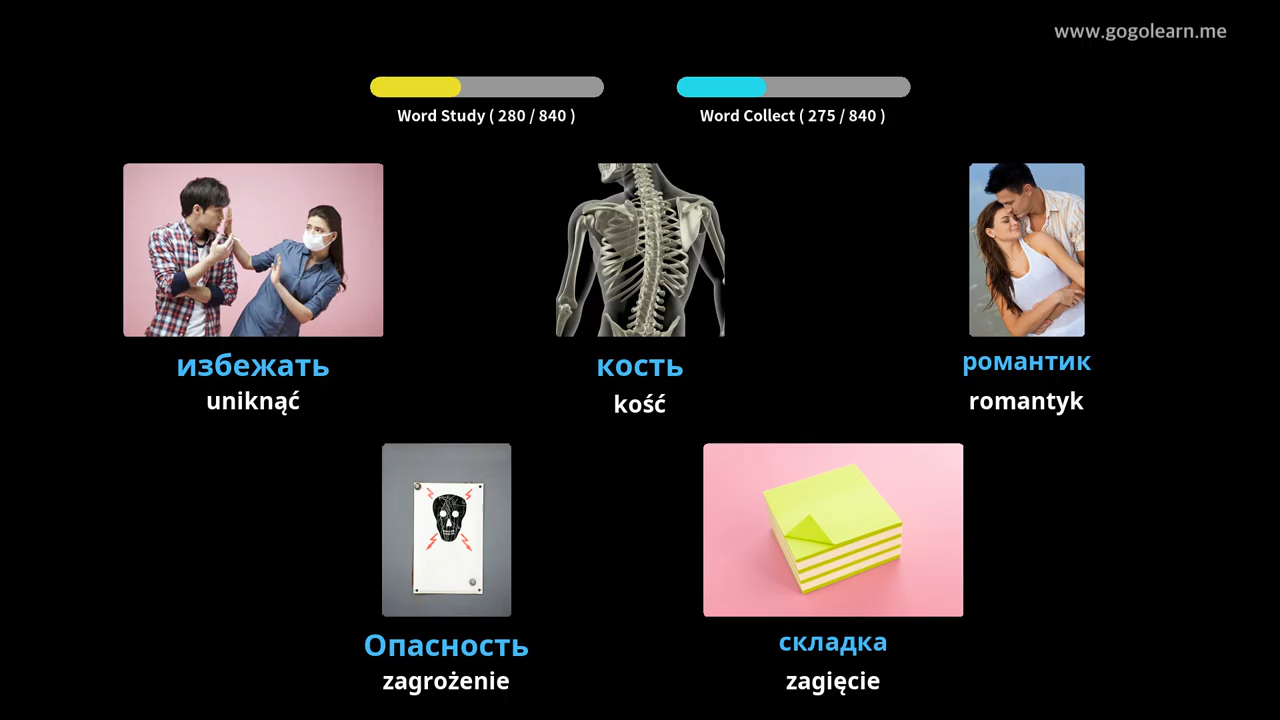 www.gogolearn.me
Word Study ( 280 / 840 )
Word Collect ( 275 / 840 )
избежать
uniknąć
кость
kość
романтик
romantyk
Опасность
zagrożenie
складка
zagięcie